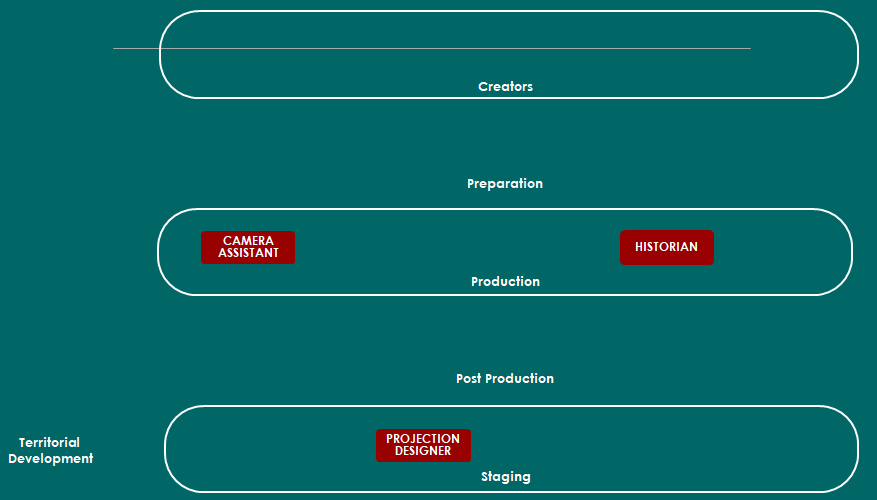 Creators
Preparation
CAMERA
ASSISTANT
HISTORIAN
Production
Post Production
Territorial
Development
PROJECTION
DESIGNER
Staging